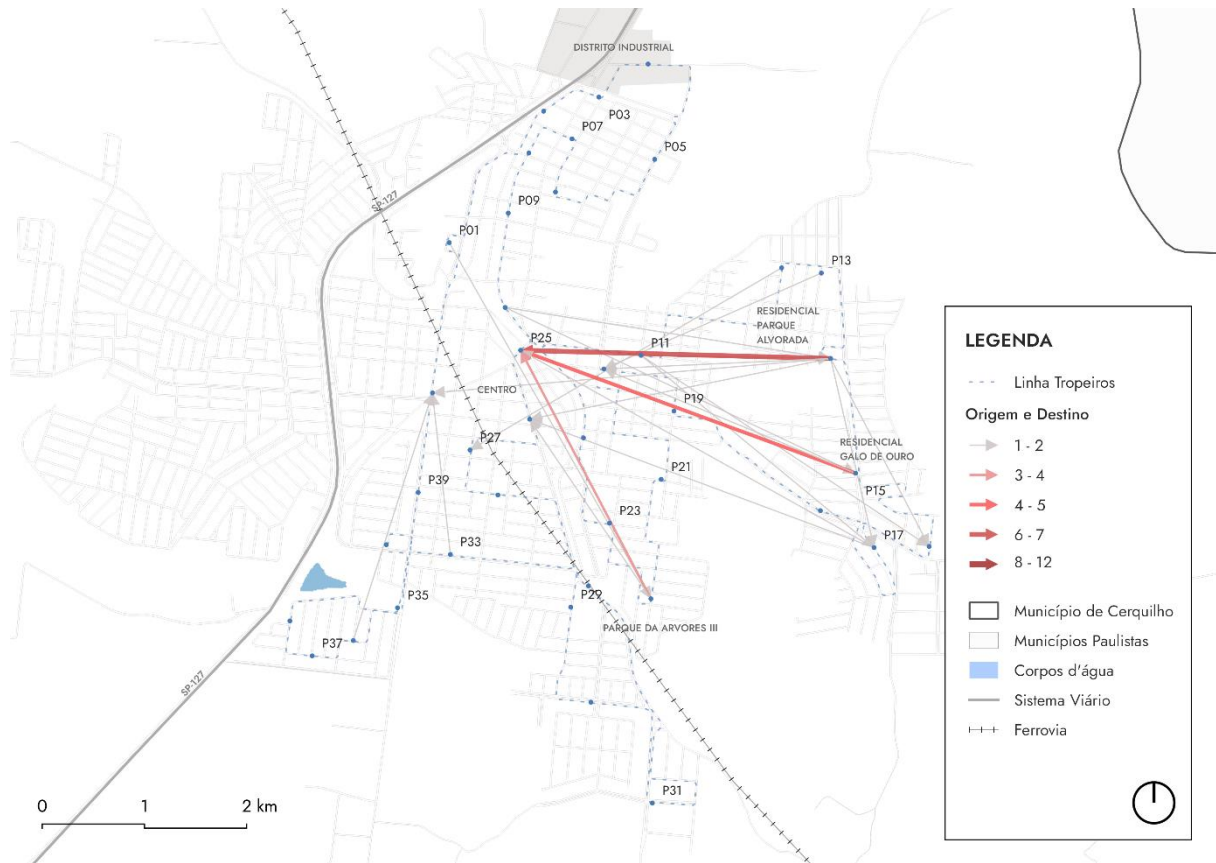 DISTRITO INDUSTRIAL
P03
P07
P05
SP-127
P09
P01
P13
RESIDENCIAL
PARQUE
ALVORADA
P25
P11
CENTRO
P19
P27
RESIDENCIAL
GALO DE OURO
P21
P39
P15
P23
P17
P33
P29
P35
PARQUE DA ARVORES III
P37
SP-127
P31
0 1 2 km
LEGENDA
Linha Tropeiros
Origem e Destino
1 - 2
3 - 4
4 - 5
6 - 7
8 - 12
Município de Cerquilho
Municípios Paulistas
Corpos d'água
Sistema Viário
Ferrovia